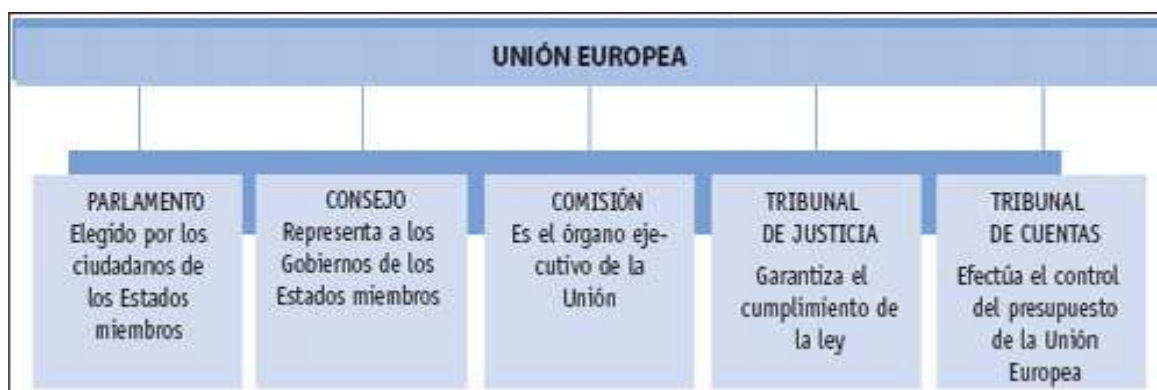 UNIÓN EUROPEA
PARLAMENTO
Elegido por los
ciudadanos de
los Estados
miembros
CONSEJO
Representa a los
Gobiernos de los
Estados miembros
COMISIÓN
Es el órgano eje-
cutivo de la
Unión
TRIBUNAL
DE JUSTICIA
Garantiza el
cumplimiento de
la ley
TRIBUNAL
DE CUENTAS
Efectúa el control
del presupuesto
de la Unión
Europea